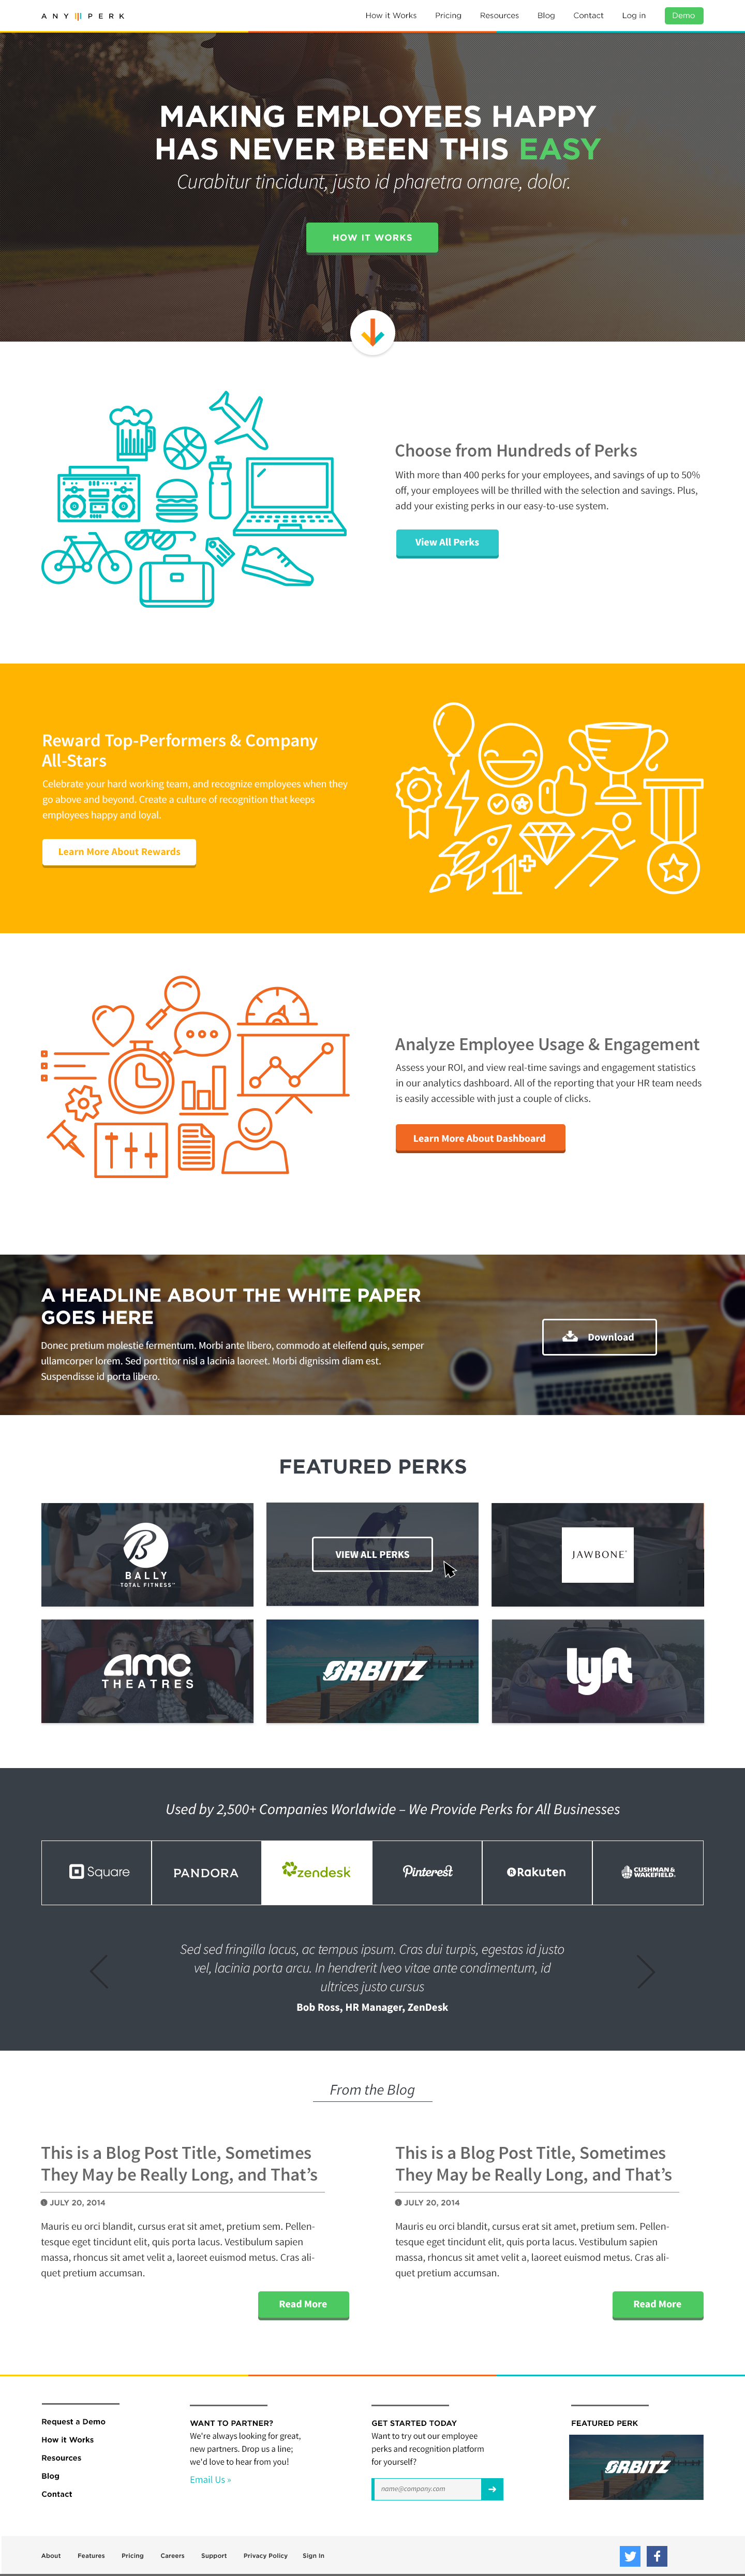 ANY PERK
How it Works
Pricing
Resources
Blog
Contact
Log in
Demo
MAKING EMPLOYEES HAPPY
HAS NEVER BEEN THIS EASY
Curabitur tincidunt, justo id pharetra ornare, dolor.
HOW IT WORKS
Choose from Hundreds of Perks
With more than 400 perks for your employees, and savings of up to 50%
off, your employees will be thrilled with the selection and savings. Plus,
add your existing perks in our easy-to-use system.
View All Perks
Reward Top-Performers & Company
All-Stars
Celebrate your hard working team, and recognize employees when they
go above and beyond. Create a culture of recognition that keeps
employees happy and loyal.
Learn More About Rewards
1
Analyze Employee Usage & Engagement
Assess your ROI, and view real-time savings and engagement statistics
in our analytics dashboard. All of the reporting that your HR team needs
is easily accessible with just a couple of clicks.
Learn More About Dashboard
A HEADLINE ABOUT THE WHITE PAPER
GOES HERE
Donec pretium molestie fermentum. Morbi ante libero, commodo at eleifend quis, semper
ullamcorper lorem. Sed porttitor nisl a lacinia laoreet. Morbi dignissim diam est.
Suspendisse id porta libero.
Download
FEATURED PERKS
B
BALLY
TOTAL FITNESS
VIEW ALL PERKS
JAWBONE
amc
THEATRES
ORBITZ
lyft
Used by 2,500+ Companies Worldwide – We Provide Perks for All Businesses
Square
PANDORA
zendesk
Pinterest
R Rakuten
CUSHMAN &
WAKEFIELD
Sed sed fringilla lacus, ac tempus ipsum. Cras dui turpis, egestas id justo
vel, lacinia porta arcu. In hendrerit lveo vitae ante condimentum, id
ultrices justo cursus
Bob Ross, HR Manager, ZenDesk
From the Blog
This is a Blog Post Title, Sometimes
They May be Really Long, and That's
JULY 20, 2014
Mauris eu orci blandit, cursus erat sit amet, pretium sem. Pellen-
tesque eget tincidunt elit, quis porta lacus. Vestibulum sapien
massa, rhoncus sit amet velit a, laoreet euismod metus. Cras ali-
quet pretium accumsan.
Read More
This is a Blog Post Title, Sometimes
They May be Really Long, and That's
JULY 20, 2014
Mauris eu orci blandit, cursus erat sit amet, pretium sem. Pellen-
tesque eget tincidunt elit, quis porta lacus. Vestibulum sapien
massa, rhoncus sit amet velit a, laoreet euismod metus. Cras ali-
quet pretium accumsan.
Read More
Request a Demo
How it Works
Resources
Blog
Contact
WANT TO PARTNER?
We're always looking for great,
new partners. Drop us a line;
we'd love to hear from you!
Email Us »
GET STARTED TODAY
Want to try out our employee
perks and recognition platform
for yourself?
name@company.com
FEATURED PERK
ORBITZ
About
Features
Pricing
Careers
Support
Privacy Policy
Sign In
f